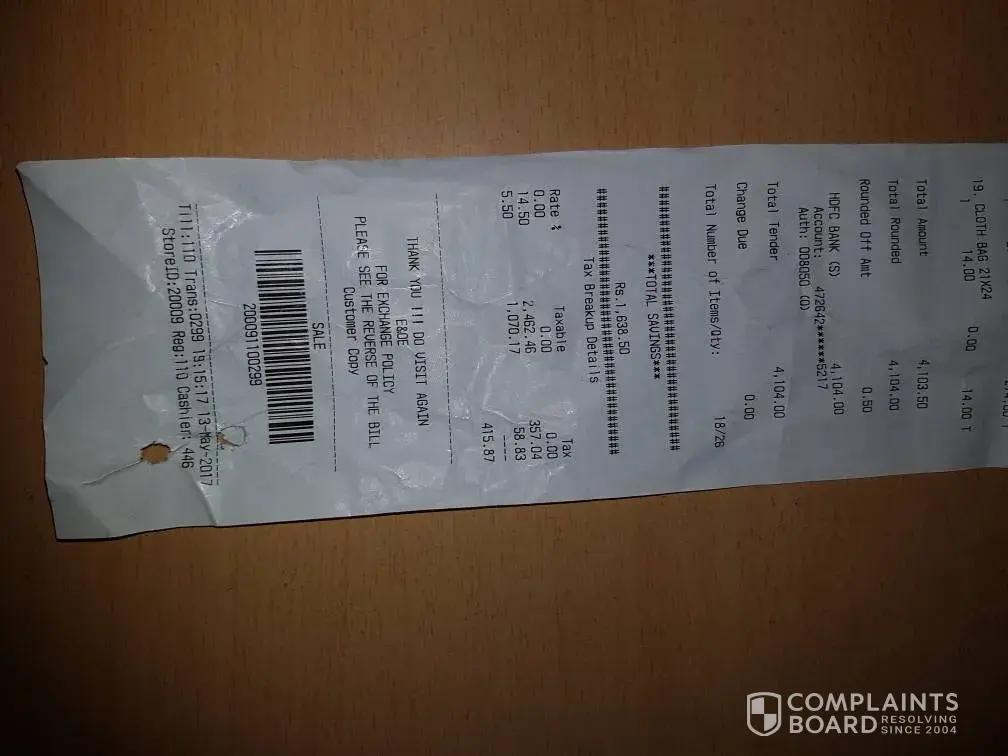 19. CLOTH BAG 21X24 0.00
1 14.00 14.00 T
Total Amount 4,103.50
Total Rounded 4,104.00
Rounded Off Amt 0.50
HDFC BANK (S) 4,104.00
Account: 472642******5217
Auth: 008050 (O)
Total Tender 4,104.00
Change Due 0.00
Total Number of Items/Qty: 18/26
***TOTAL SAVINGS***
Rs.1,638.50
Tax Breakup Details
Rate % Taxable Tax
0.00 0.00 0.00
14.50 2,462.46 357.04
5.50 1,070.17 58.83
----
415.87
THANK YOU !!! DO VISIT AGAIN
E&OE
FOR EXCHANGE POLICY
PLEASE SEE THE REVERSE OF THE BILL
Customer Copy
SALE
200091100299
Till:110 Trans:0299 19:15:17 13-May-2017
StoreID:20009 Reg:110 Cashier: 446
COMPLAINTS
BOARD RESOLVING
SINCE 2004